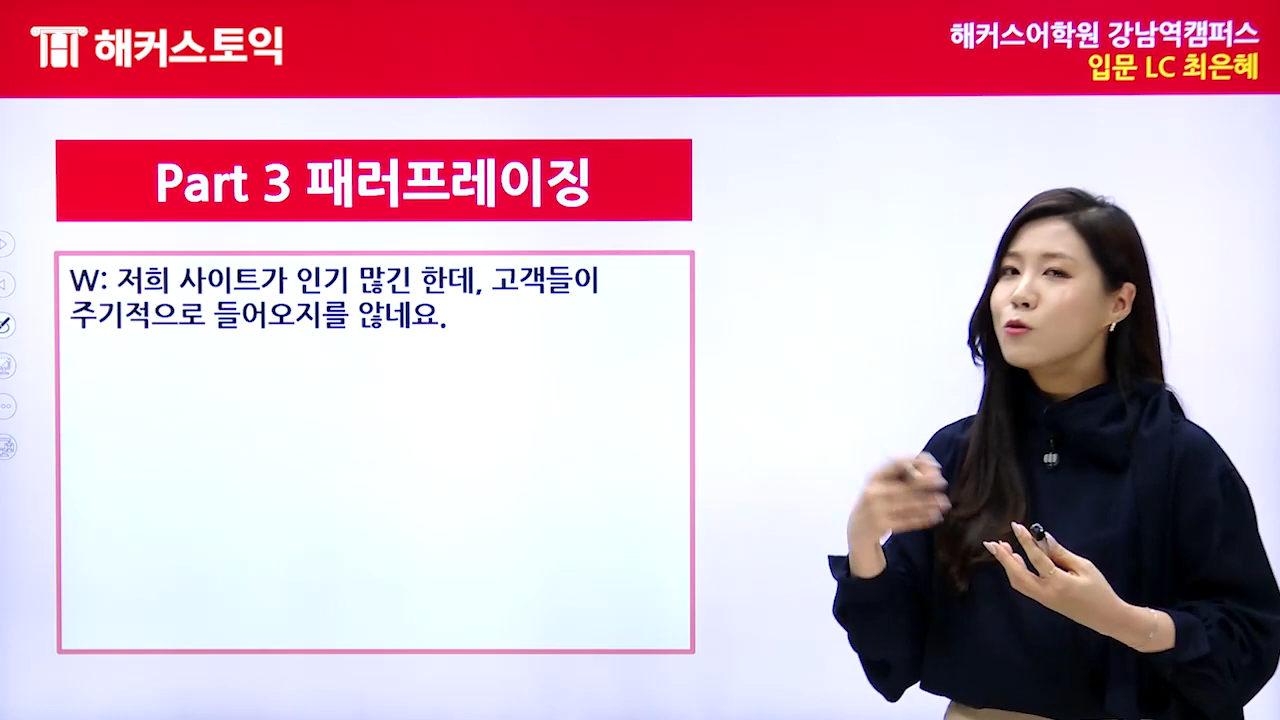 해커스토익
해커스어학원 강남역캠퍼스
입문 LC 최은혜
Part 3 패러프레이징
W: 저희 사이트가 인기 많긴 한데, 고객들이
주기적으로 들어오지를 않네요.